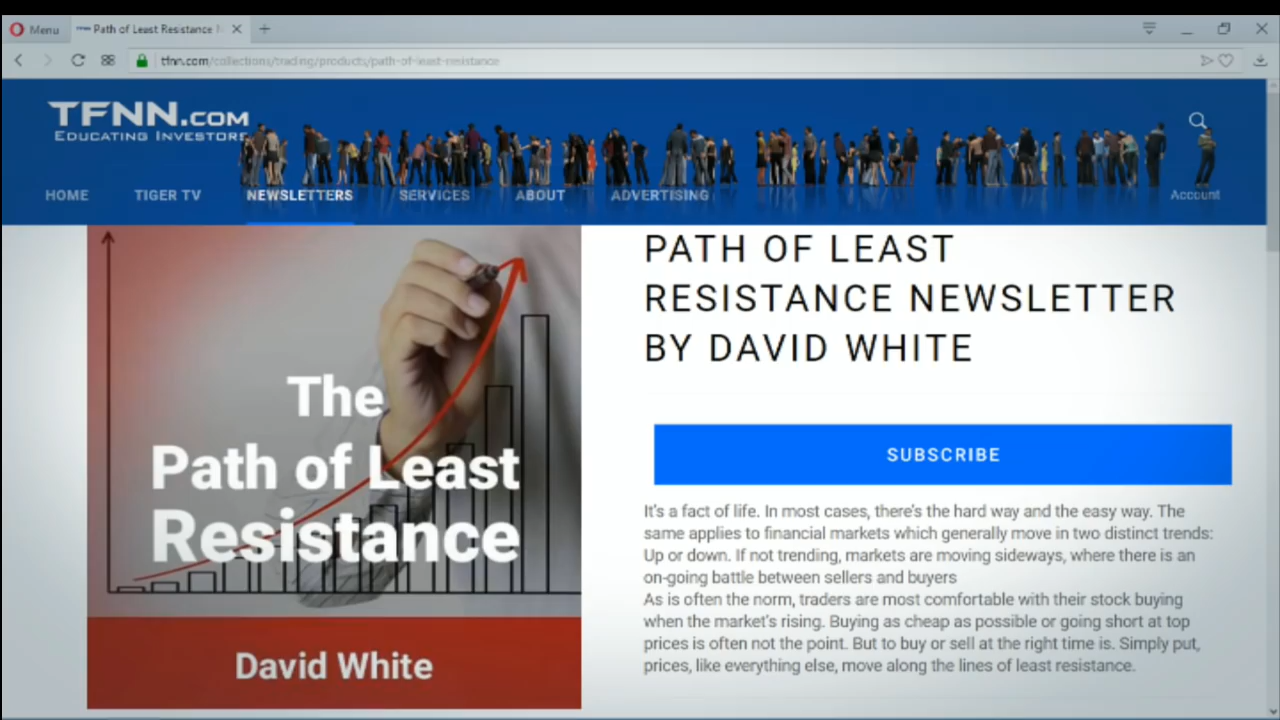 Menu
Path of Least Resistance
tfnn.com/collections/trading/products/path-of-least-resistance
TFNN.COM
EDUCATING INVESTORS
HOME TIGER TV NEWSLETTERS SERVICES ABOUT ADVERTISING Account
The
Path of Least
Resistance
David White
PATH OF LEAST
RESISTANCE NEWSLETTER
BY DAVID WHITE
SUBSCRIBE
It's a fact of life. In most cases, there's the hard way and the easy way. The
same applies to financial markets which generally move in two distinct trends:
Up or down. If not trending, markets are moving sideways, where there is an
on-going battle between sellers and buyers
As is often the norm, traders are most comfortable with their stock buying
when the market's rising. Buying as cheap as possible or going short at top
prices is often not the point. But to buy or sell at the right time is. Simply put,
prices, like everything else, move along the lines of least resistance.